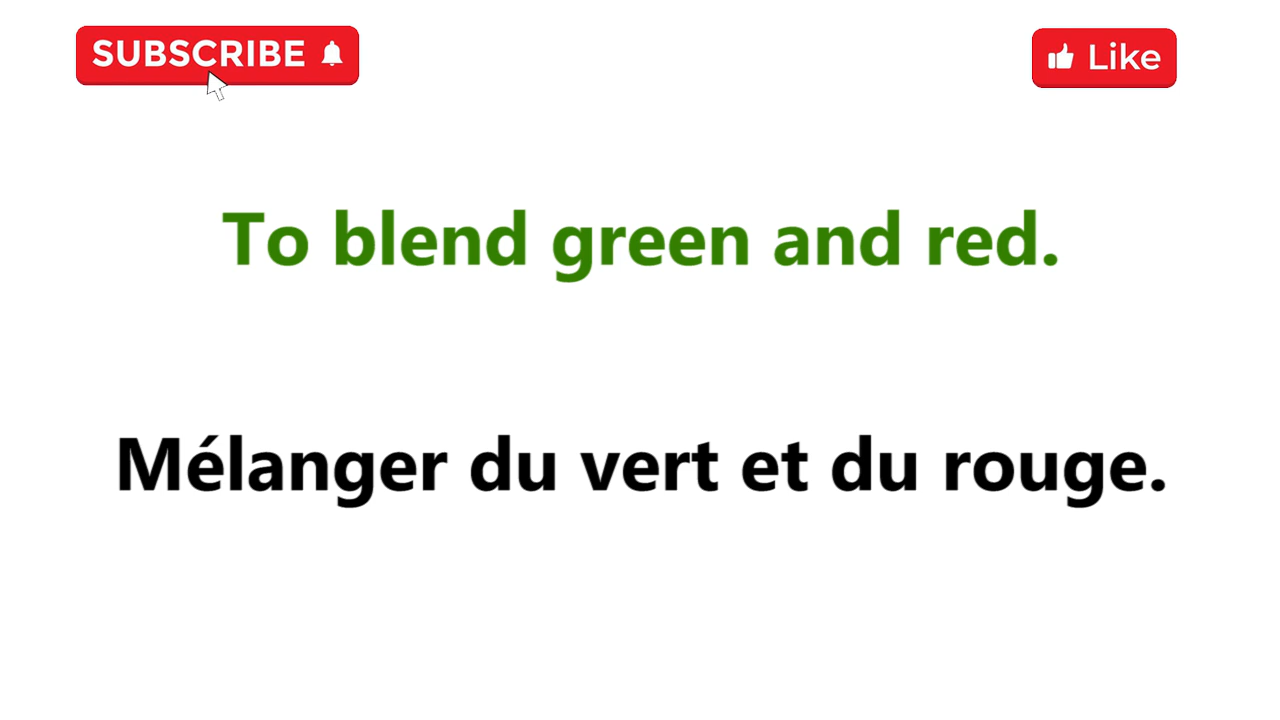 SUBSCRIBE
Like
To blend green and red.
Mélanger du vert et du rouge.